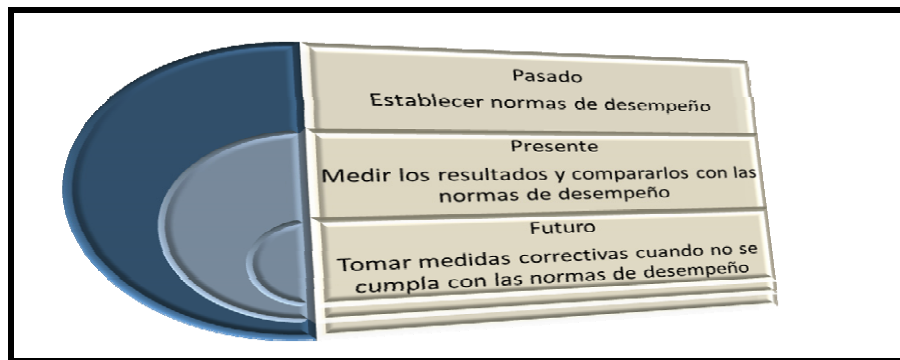 Pasado
Establecer normas de desempeño
Presente
Medir los resultados y compararlos con las
normas de desempeño
Futuro
Tomar medidas correctivas cuando no se
cumpla con las normas de desempeño